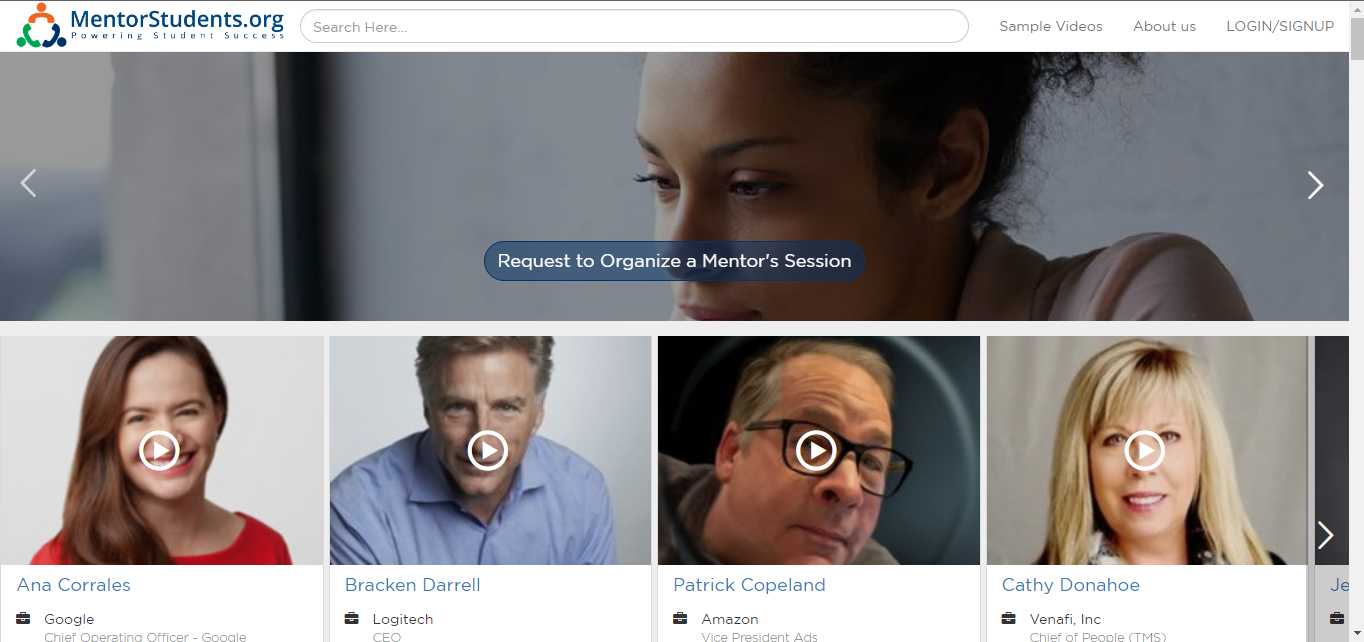 MentorStudents.org
Powering Student Success
Search Here...
Sample Videos
About us
LOGIN/SIGNUP
Request to Organize a Mentor's Session
Ana Corrales
Google
Chief Operating Officer - Google
Bracken Darrell
Logitech
CEO
Patrick Copeland
Amazon
Vice President Ads
Cathy Donahoe
Venafi, Inc
Chief of People (TMS)
Je